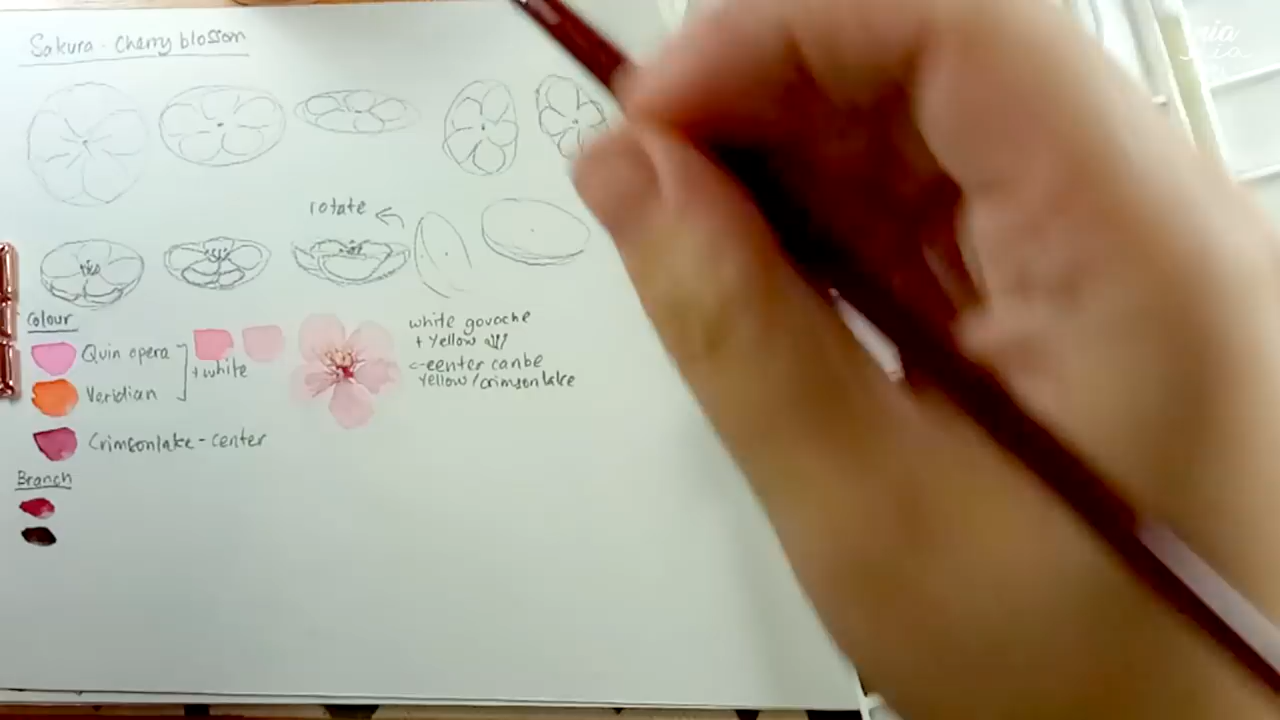 Sakura - Cherry blossom
rotate
Colour
Quin opera
+ white
Veridian
Crimsonlake - center
white gouache
+ Yellow
<- center can be
Yellow/crimsonlake
Branch